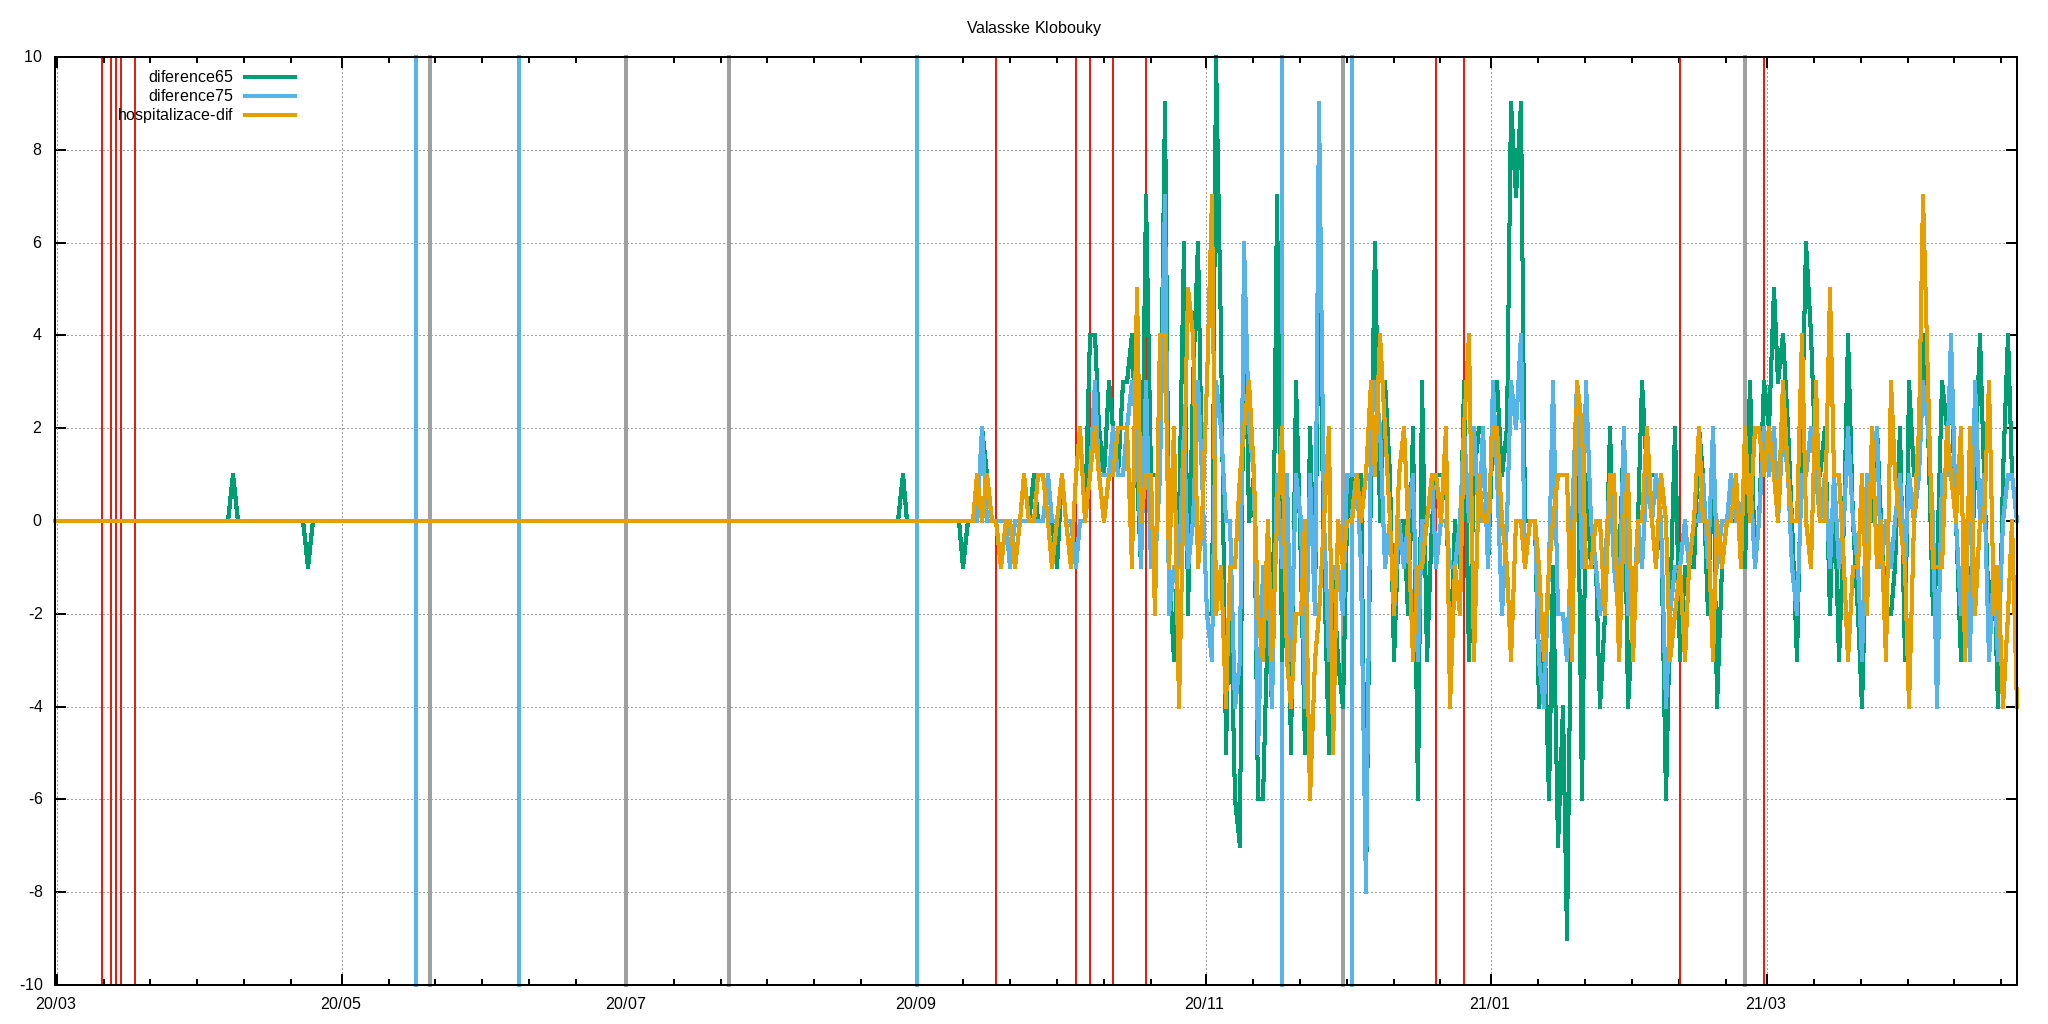 Valasske Klobouky
diference65
diference75
hospitalizace-dif
10
8
6
4
2
0
-2
-4
-6
-8
-10
20/03 20/05 20/07 20/09 20/11 21/01 21/03